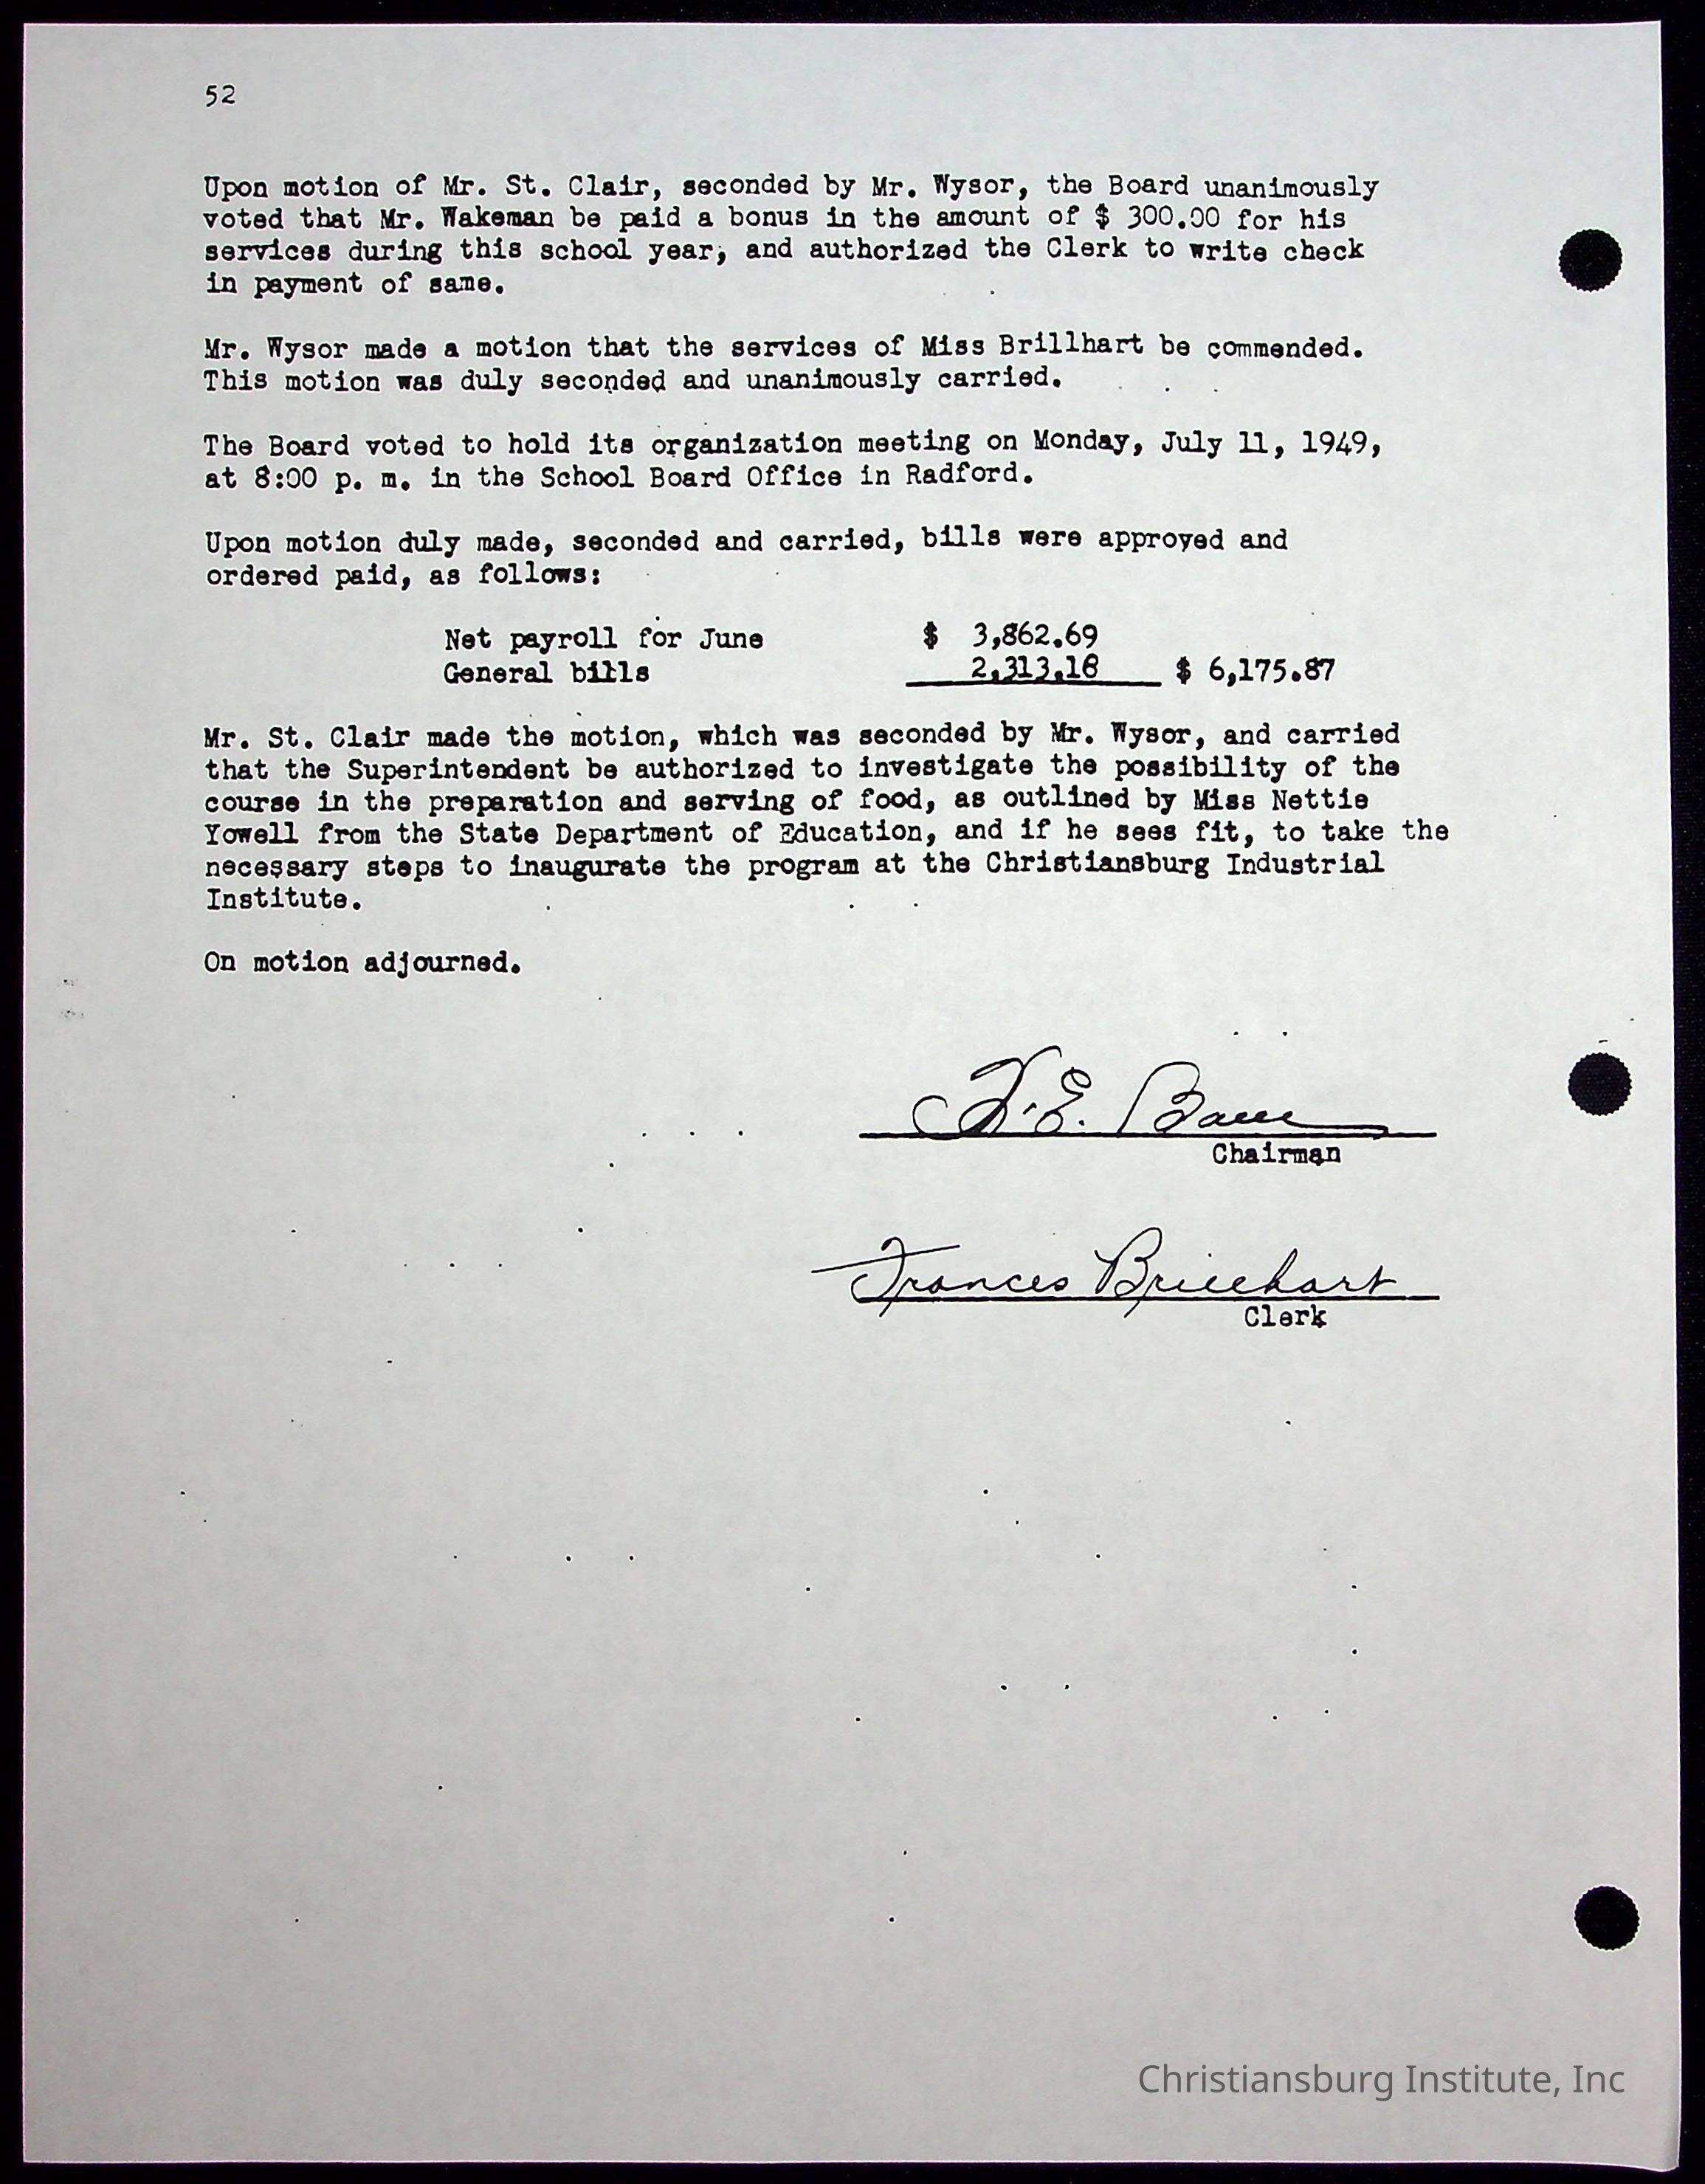 52
Upon motion of Mr. St. Clair, seconded by Mr. Wysor, the Board unanimously
voted that Mr. Wakeman be paid a bonus in the amount of $ 300.00 for his
services during this school year, and authorized the Clerk to write check
in payment of same.
Mr. Wysor made a motion that the services of Miss Brillhart be commended.
This motion was duly seconded and unanimously carried.
The Board voted to hold its organization meeting on Monday, July 11, 1949,
at 8:00 p. m. in the School Board Office in Radford.
Upon motion duly made, seconded and carried, bills were approved and
ordered paid, as follows:
Net payroll for June $ 3,862.69
General bills 2,313.18 $ 6,175.87
Mr. St. Clair made the motion, which was seconded by Mr. Wysor, and carried
that the Superintendent be authorized to investigate the possibility of the
course in the preparation and serving of food, as outlined by Miss Nettie
Yowell from the State Department of Education, and if he sees fit, to take the
necessary steps to inaugurate the program at the Christiansburg Industrial
Institute.
On motion adjourned.
E.
Chairman
Frances Brillhart
Clerk
Christiansburg Institute, Inc